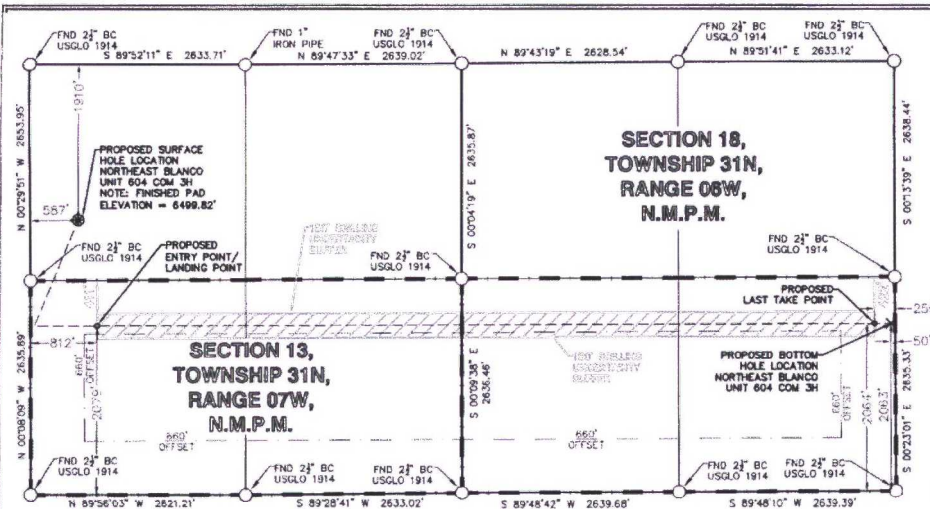 FND 2½" BC
USGLO 1914
FND 1"
IRON PIPE
FND 2½" BC
USGLO 1914
FND 2½" BC
USGLO 1914
FND 2½" BC
USGLO 1914
S 89'52'11" E 2633.71'
N 89'47'33" E 2639.02'
N 89'43'19" E 2628.54'
N 89'51'41" E 2633.12'
N 00'29'51" W 2653.95'
1910'
S 00'04'19" E 2635.87'
S 00'13'39" E 2638.44'
PROPOSED SURFACE
HOLE LOCATION
NORTHEAST BLANCO
UNIT 604 COM 3H
NOTE: FINISHED PAD
ELEVATION = 6499.82'
587'
SECTION 18,
TOWNSHIP 31N,
RANGE 06W,
N.M.P.M.
FND 2½" BC
USGLO 1914
PROPOSED
ENTRY POINT/
LANDING POINT
DRILLING
UNCERTAINTY
FND 2½" BC
USGLO 1914
FND 2½" BC
USGLO 1914
PROPOSED
LAST TAKE POINT
812'
50'
SECTION 13,
TOWNSHIP 31N,
RANGE 07W,
N.M.P.M.
DRILLING
UNCERTAINTY
PROPOSED BOTTOM
HOLE LOCATION
NORTHEAST BLANCO
UNIT 604 COM 3H
N 00'08'09" W 2635.89'
660'
OFFSET
2079'
S 00'09'38" E
2636.46'
660'
OFFSET
2064'
2063'
S 00'23'01" E 2635.33'
660'
OFFSET
660'
OFFSET
FND 2½" BC
USGLO 1914
FND 2½" BC
USGLO 1914
FND 2½" BC
USGLO 1914
FND 2½" BC
USGLO 1914
FND 2½" BC
USGLO 1914
N 89'56'03" W 2621.21'
S 89'28'41" W 2633.02'
S 89'48'42" W 2639.68'
S 89'48'10" W 2639.39'